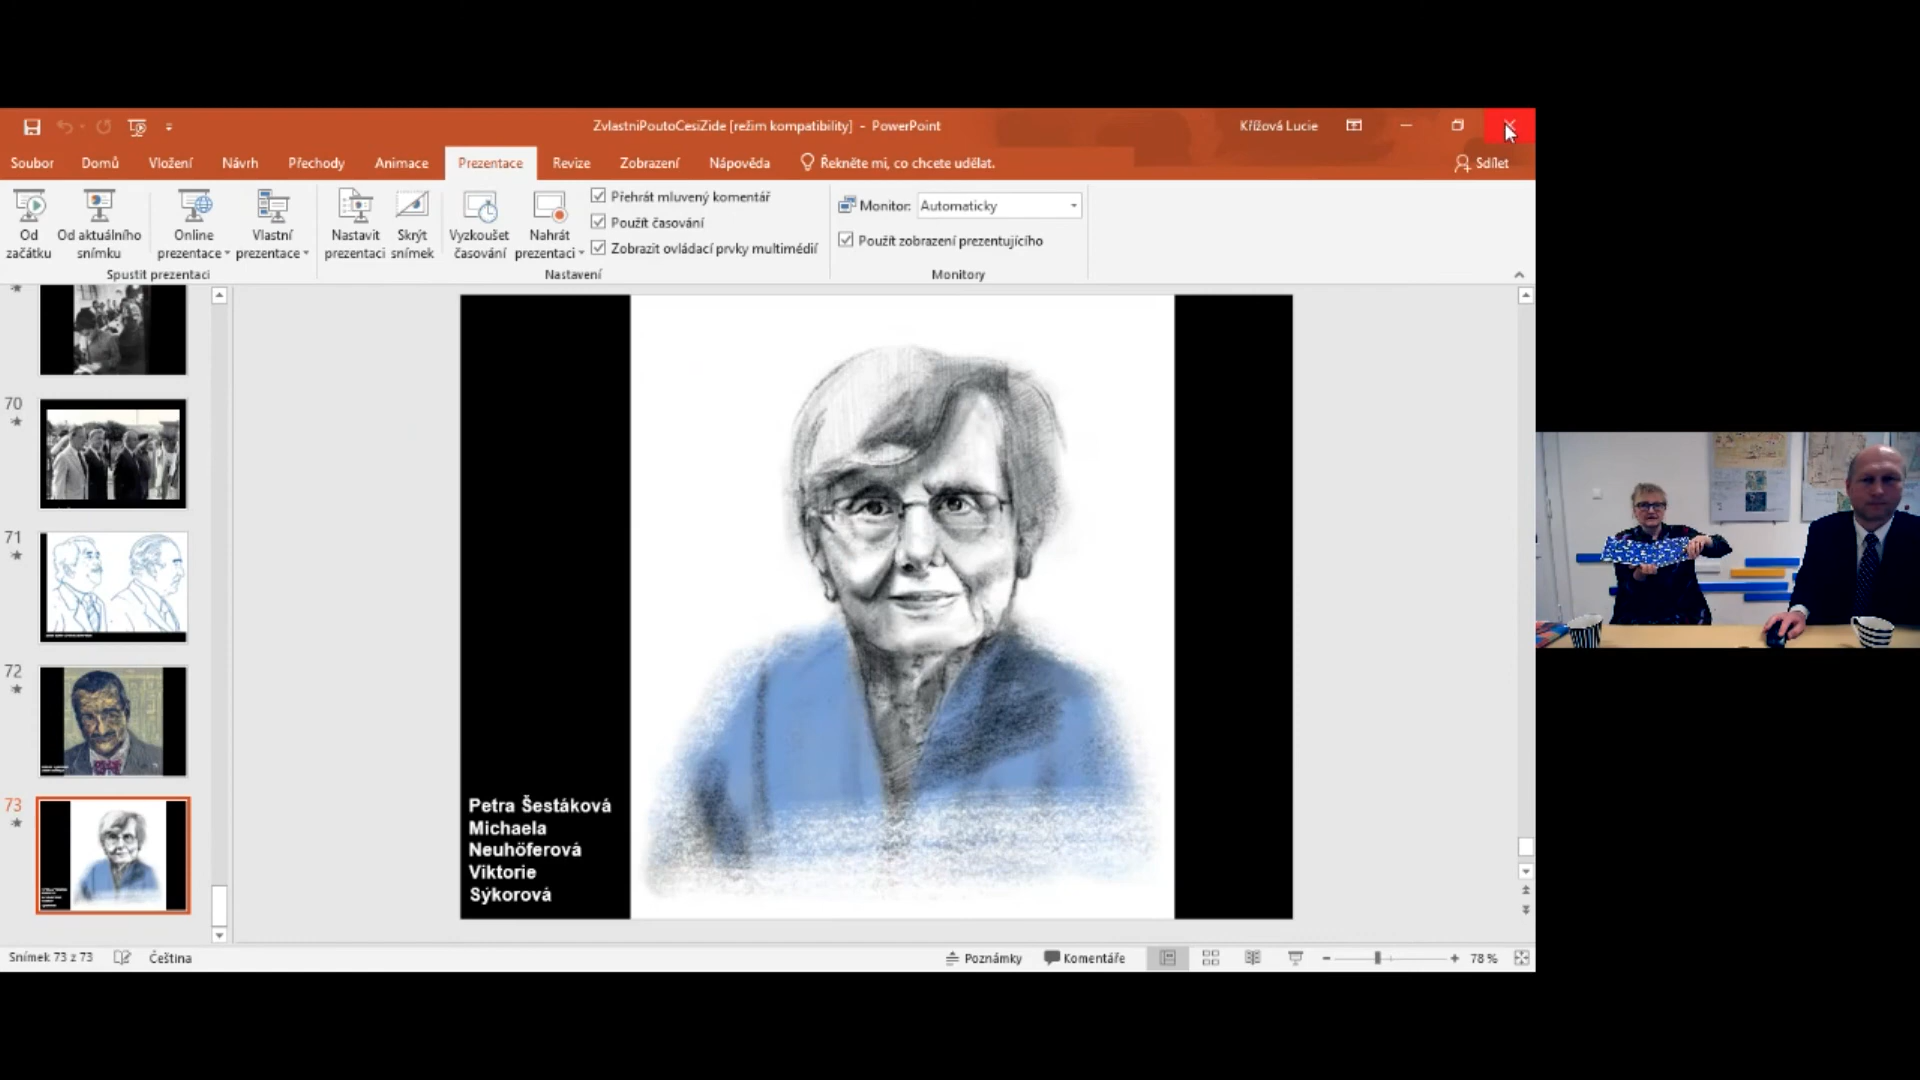 ZvlastniPoutoCesiZide [režim kompatibility] - PowerPoint
Křížová Lucie
Soubor
Domů
Vložení
Návrh
Přechody
Animace
Prezentace
Revize
Zobrazení
Nápověda
Řekněte mi, co chcete udělat.
Sdílet
Od
začátku
Od aktuálního
snímku
Online
prezentace
Vlastní
prezentace
Spustit prezentaci
Nastavit
prezentaci
Skrýt
snímek
Vyzkoušet
časování
Nahrát
prezentaci
Přehrát mluvený komentář
Použít časování
Zobrazit ovládací prvky multimédií
Nastavení
Monitor:
Automaticky
Použít zobrazení prezentujícího
Monitory
70
71
72
73
Petra Šestáková
Michaela
Neuhöferová
Viktorie
Sýkorová
Snímek 73 z 73
Čeština
Poznámky
Komentáře
78 %